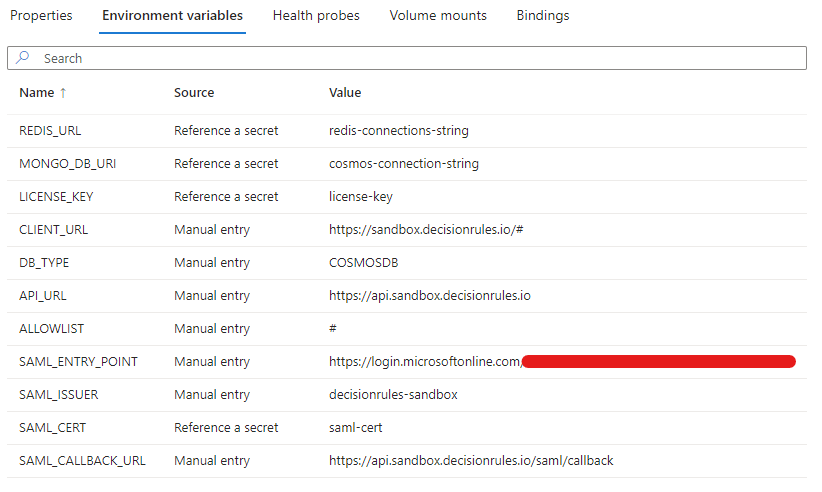 Properties Environment variables Health probes Volume mounts Bindings
Search
Name ↑ Source Value
REDIS_URL Reference a secret redis-connections-string
MONGO_DB_URI Reference a secret cosmos-connection-string
LICENSE_KEY Reference a secret license-key
CLIENT_URL Manual entry https://sandbox.decisionrules.io/#
DB_TYPE Manual entry COSMOSDB
API_URL Manual entry https://api.sandbox.decisionrules.io
ALLOWLIST Manual entry #
SAML_ENTRY_POINT Manual entry https://login.microsoftonline.com/
SAML_ISSUER Manual entry decisionrules-sandbox
SAML_CERT Reference a secret saml-cert
SAML_CALLBACK_URL Manual entry https://api.sandbox.decisionrules.io/saml/callback